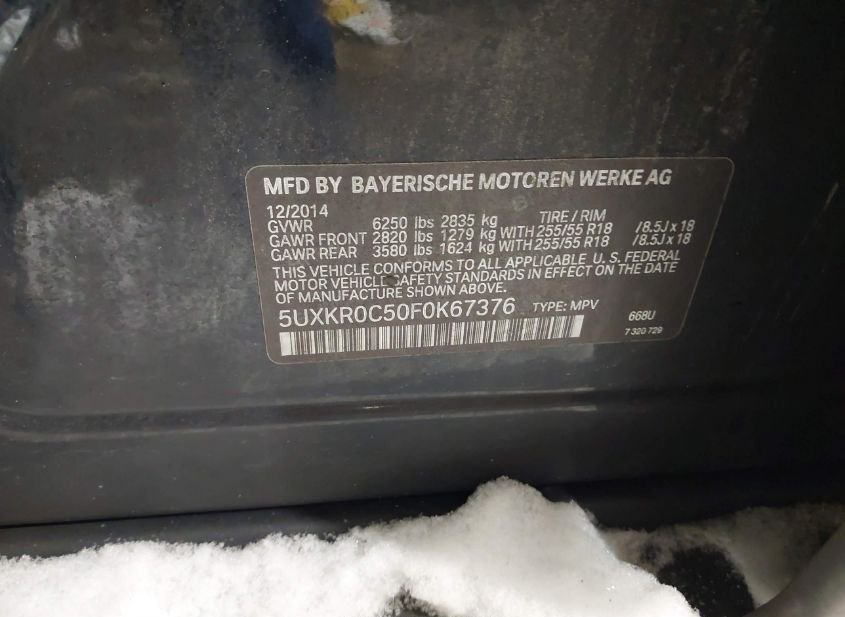 MFD BY BAYERISCHE MOTOREN WERKE AG
12/2014 TIRE / RIM
GVWR 6250 lbs 2835 kg
GAWR FRONT 2820 lbs 1279 kg WITH 255/55 R18 /8.5J x 18
GAWR REAR 3580 lbs 1624 kg WITH 255/55 R18 /8.5J x 18
THIS VEHICLE CONFORMS TO ALL APPLICABLE U. S. FEDERAL
MOTOR VEHICLE SAFETY STANDARDS IN EFFECT ON THE DATE
OF MANUFACTURE SHOWN ABOVE.
5UXKR0C50F0K67376 TYPE: MPV 668U
7 320 729